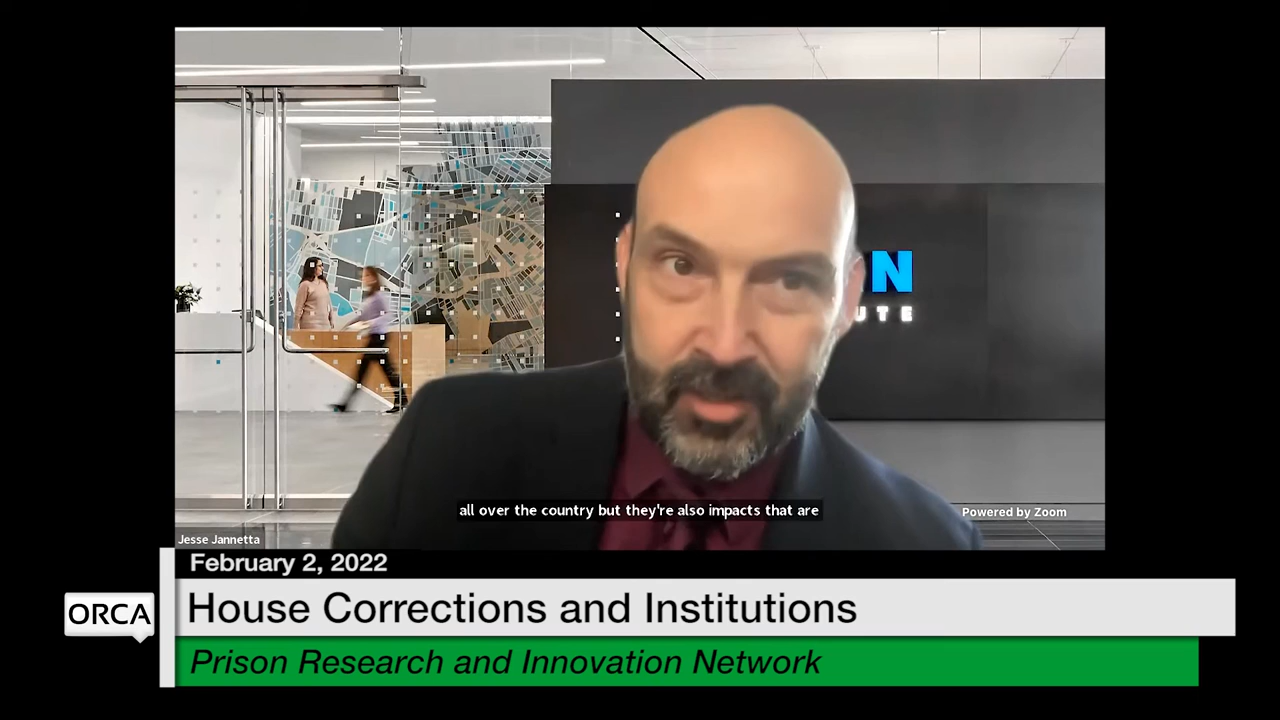 N
UTE
all over the country but they're also impacts that are
Powered by Zoom
Jesse Jannetta
February 2, 2022
House Corrections and Institutions
ORCA
Prison Research and Innovation Network